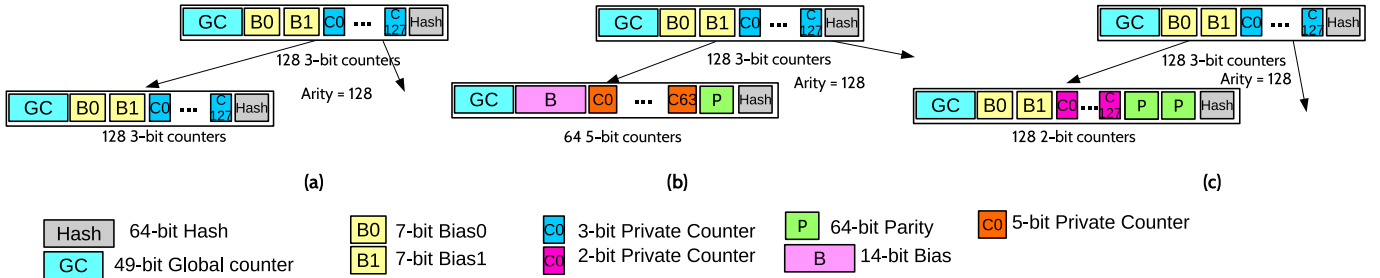 GC B0 B1 C0 ... C 127 Hash
128 3-bit counters
Arity = 128
GC B0 B1 C0 ... C 127 Hash
128 3-bit counters
(a)
GC B0 B1 C0 ... C 127 Hash
128 3-bit counters
Arity = 128
GC B C0 ... C63 P Hash
64 5-bit counters
(b)
GC B0 B1 C0 ... C 127 Hash
128 3-bit counters
Arity = 128
GC B0 B1 C0 ... C 127 P P Hash
128 2-bit counters
(c)
Hash 64-bit Hash
GC 49-bit Global counter
B0 7-bit Bias0
B1 7-bit Bias1
C0 3-bit Private Counter
C0 2-bit Private Counter
P 64-bit Parity
B 14-bit Bias
C0 5-bit Private Counter